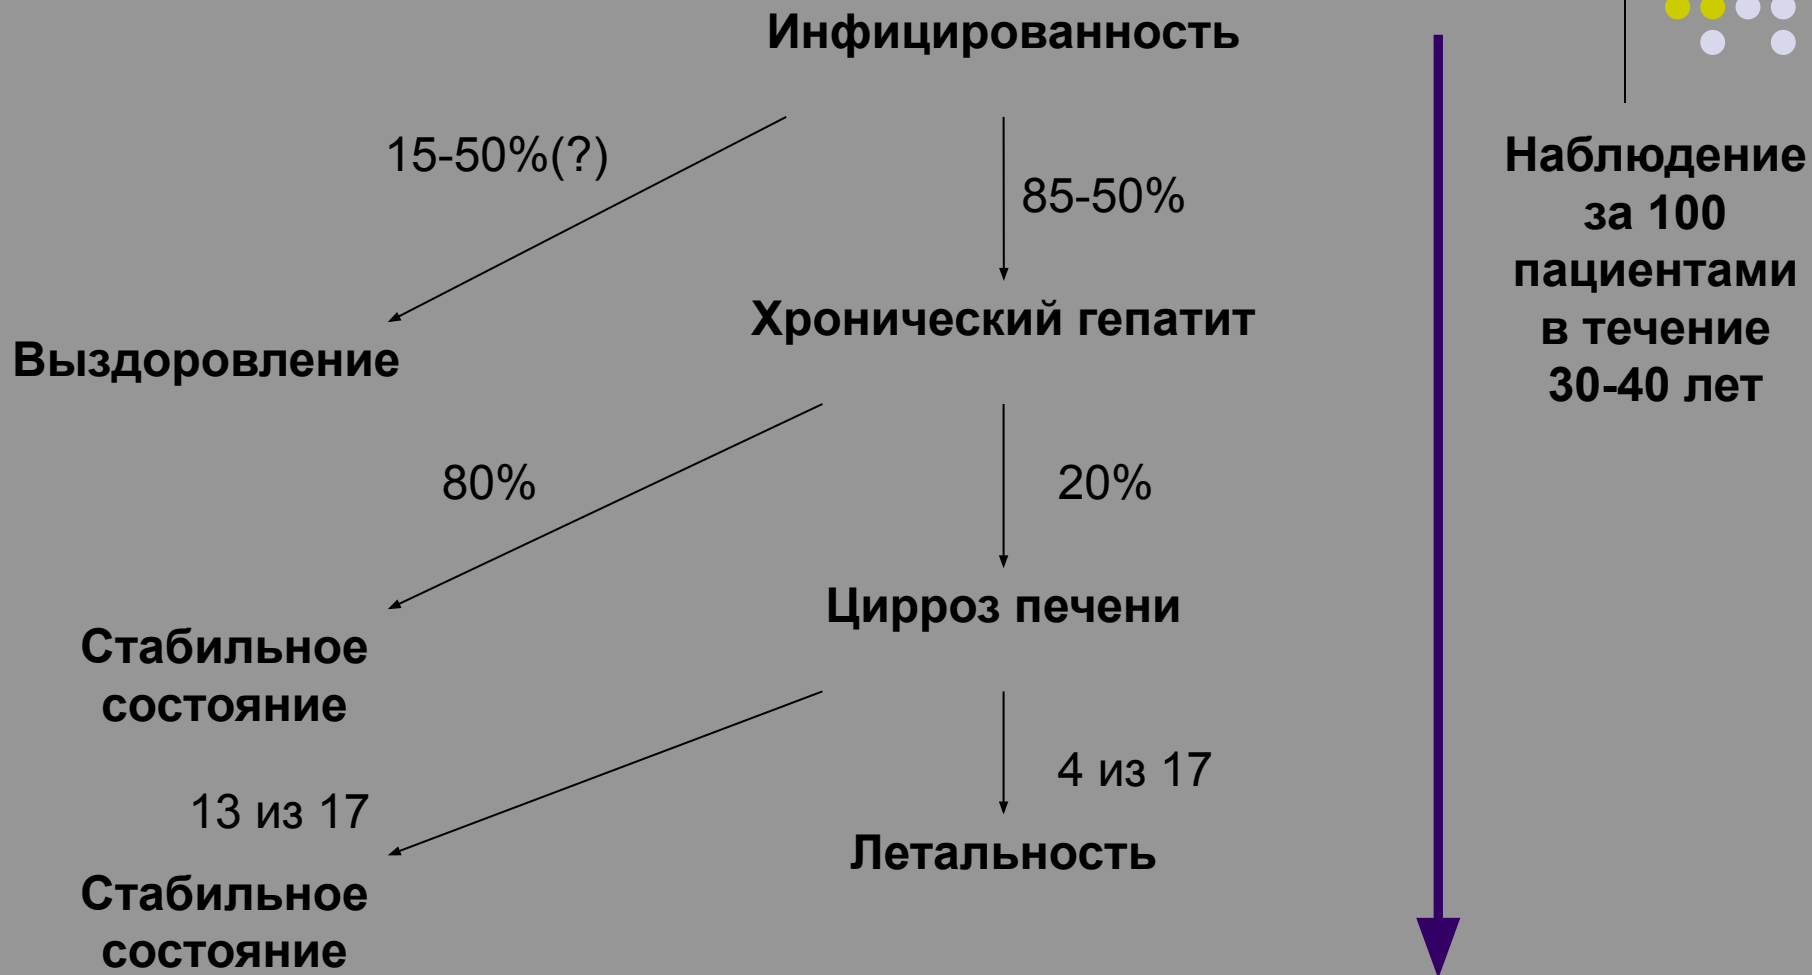 Инфицированность
15-50%(?)
85-50%
Выздоровление
Хронический гепатит
80%
20%
Стабильное
состояние
Цирроз печени
13 из 17
4 из 17
Стабильное
состояние
Летальность
Наблюдение
за 100
пациентами
в течение
30-40 лет